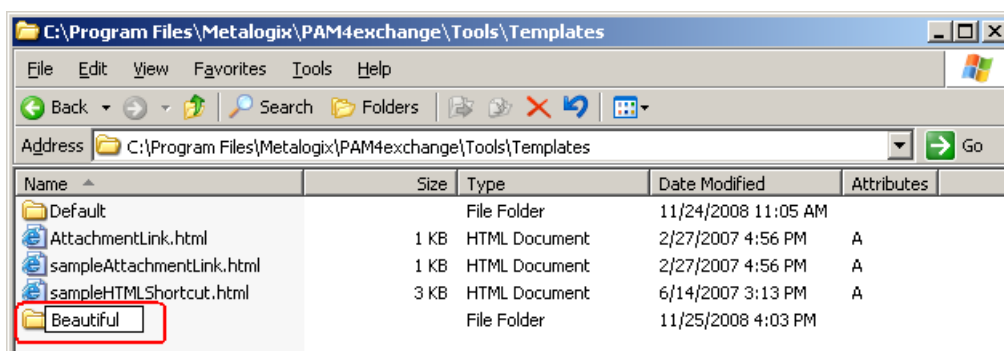 C:\Program Files\Metalogix\PAM4exchange\Tools\Templates
File Edit View Favorites Tools Help
Back Search Folders
Address C:\Program Files\Metalogix\PAM4exchange\Tools\Templates Go
Name Size Type Date Modified Attributes
Default File Folder 11/24/2008 11:05 AM
AttachmentLink.html 1 KB HTML Document 2/27/2007 4:56 PM A
sampleAttachmentLink.html 1 KB HTML Document 2/27/2007 4:56 PM A
sampleHTMLShortcut.html 3 KB HTML Document 6/14/2007 3:13 PM A
Beautiful File Folder 11/25/2008 4:03 PM